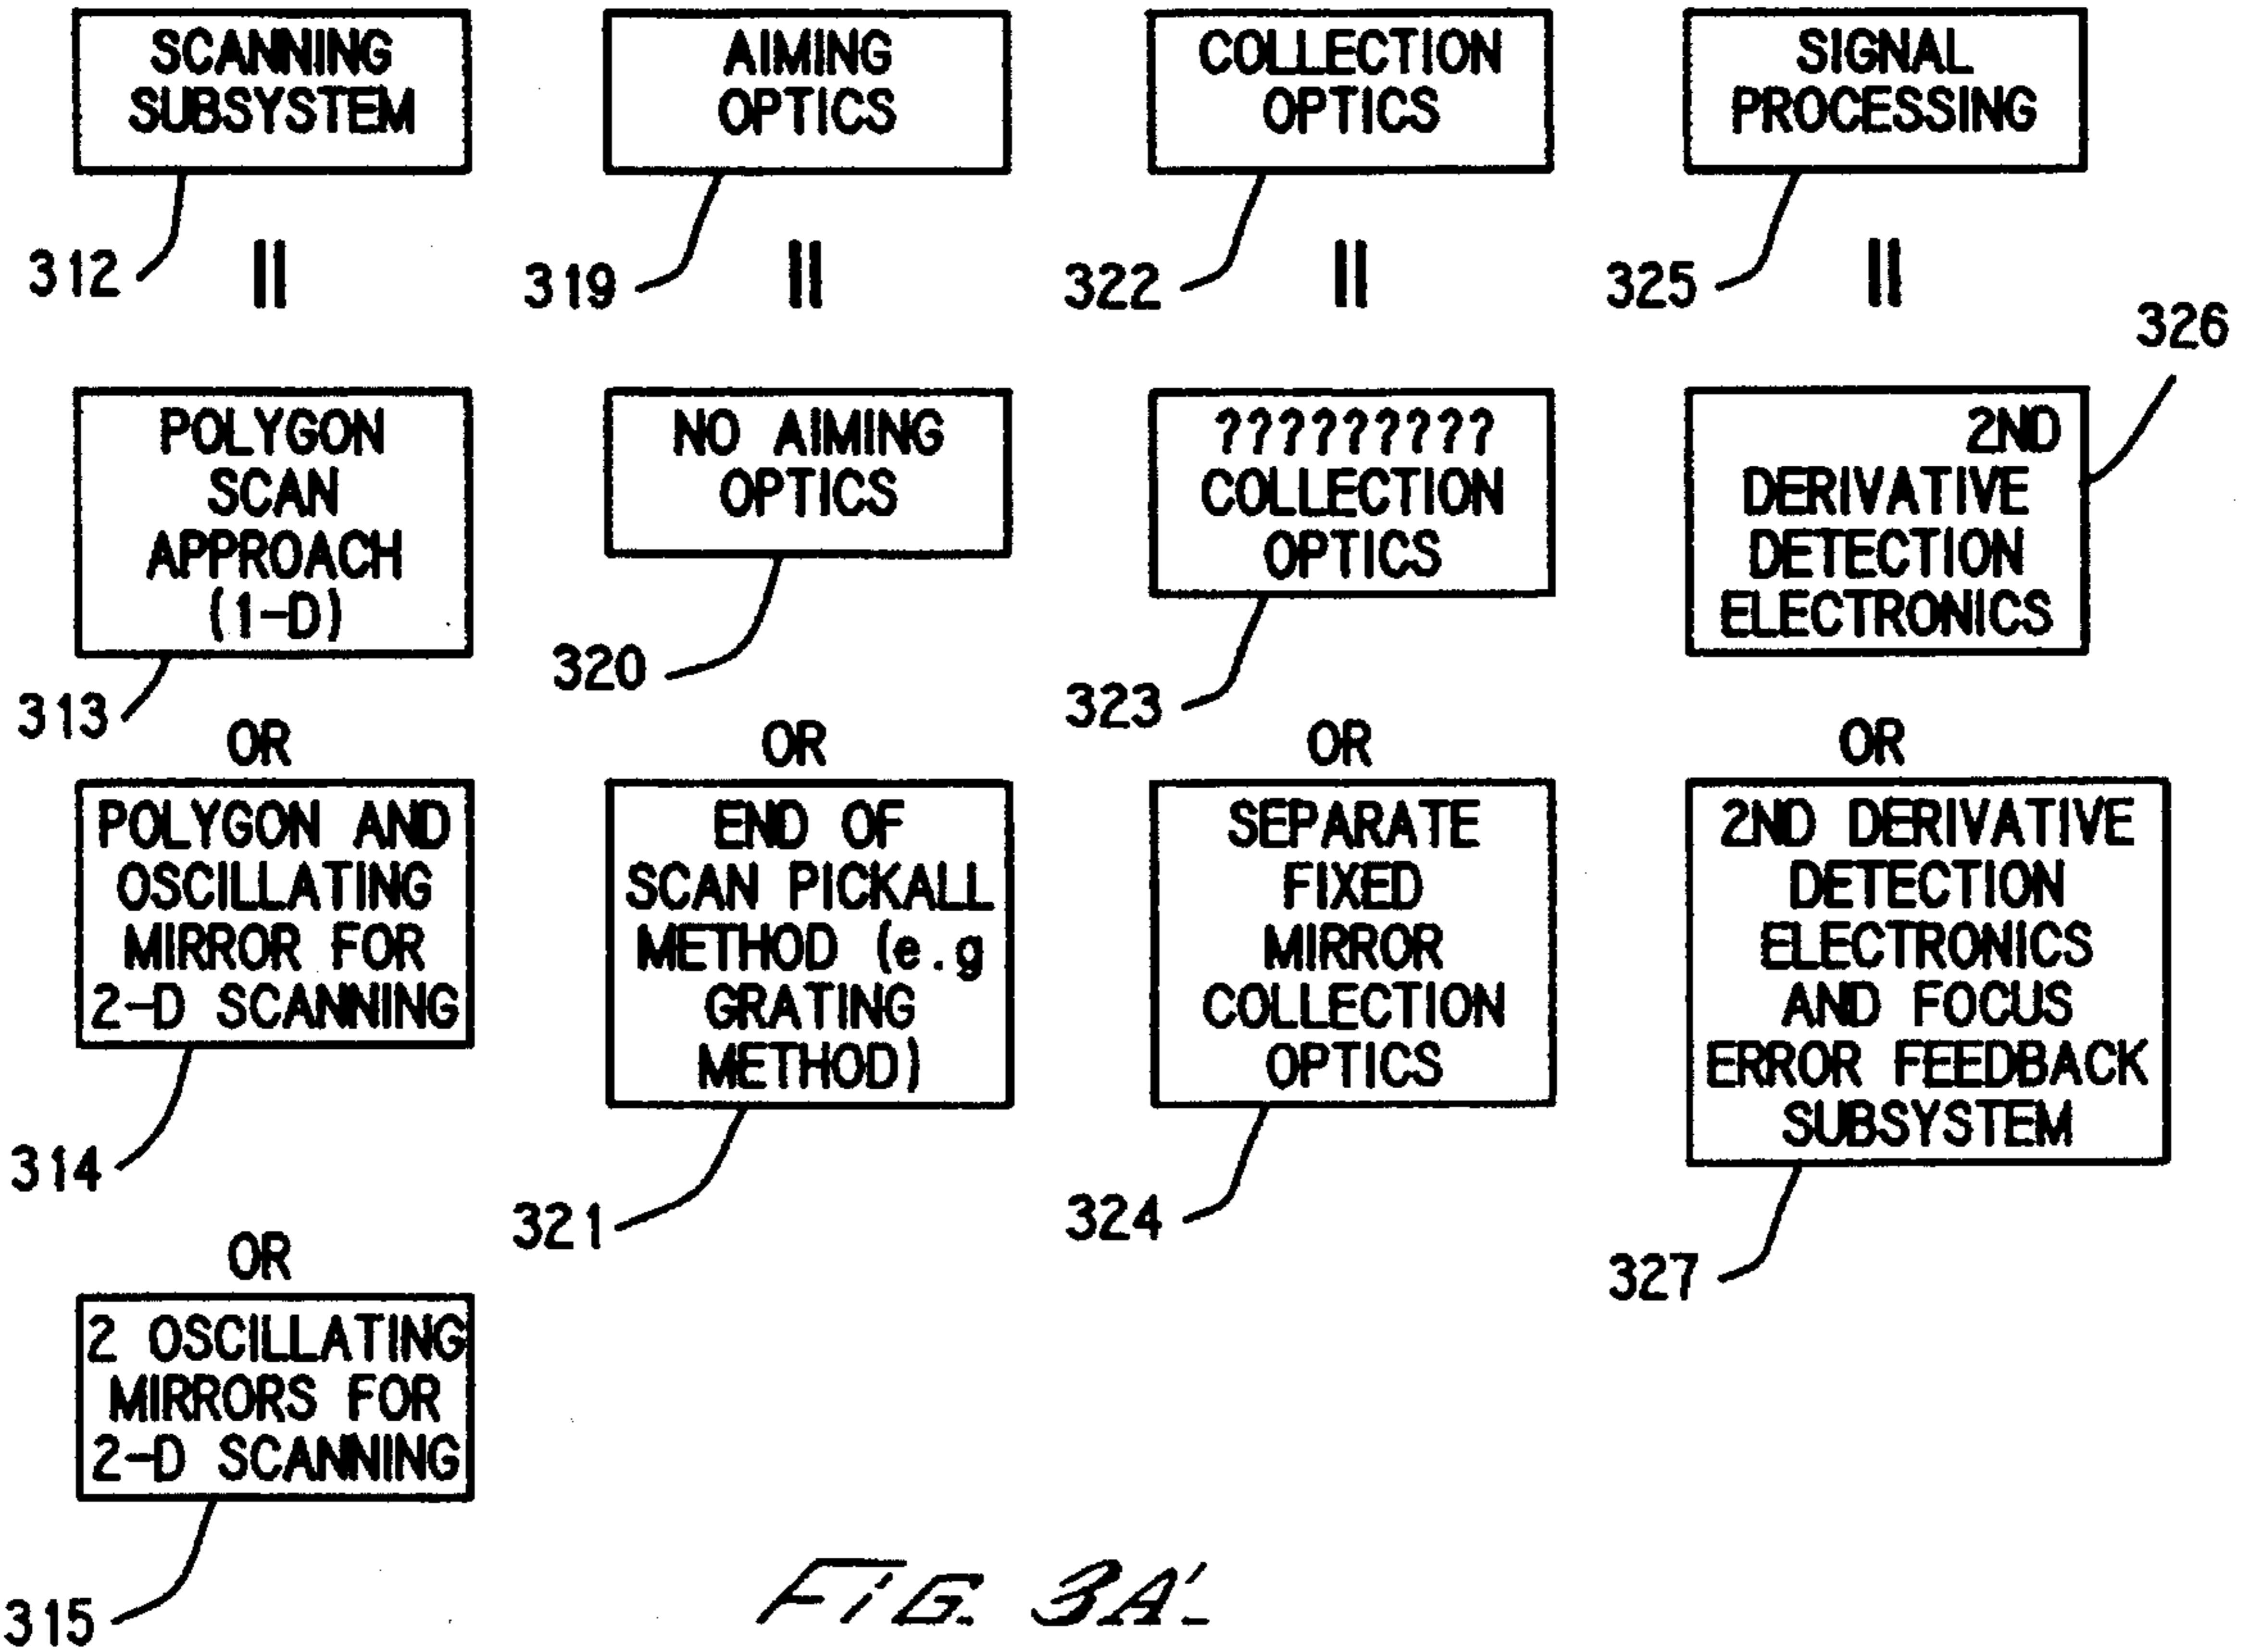 SCANNING
SUBSYSTEM
312
||
POLYGON
SCAN
APPROACH
(1-D)
313
OR
POLYGON AND
OSCILLATING
MIRROR FOR
2-D SCANNING
314
OR
2 OSCILLATING
MIRRORS FOR
2-D SCANNING
315
AIMING
OPTICS
319
||
NO AIMING
OPTICS
320
OR
END OF
SCAN PICKALL
METHOD (e.g
GRATING
METHOD)
321
COLLECTION
OPTICS
322
||
?????????
COLLECTION
OPTICS
323
OR
SEPARATE
FIXED
MIRROR
COLLECTION
OPTICS
324
SIGNAL
PROCESSING
325
||
326
2ND
DERIVATIVE
DETECTION
ELECTRONICS
OR
2ND DERIVATIVE
DETECTION
ELECTRONICS
AND FOCUS
ERROR FEEDBACK
SUBSYSTEM
327
FIG. 3A'